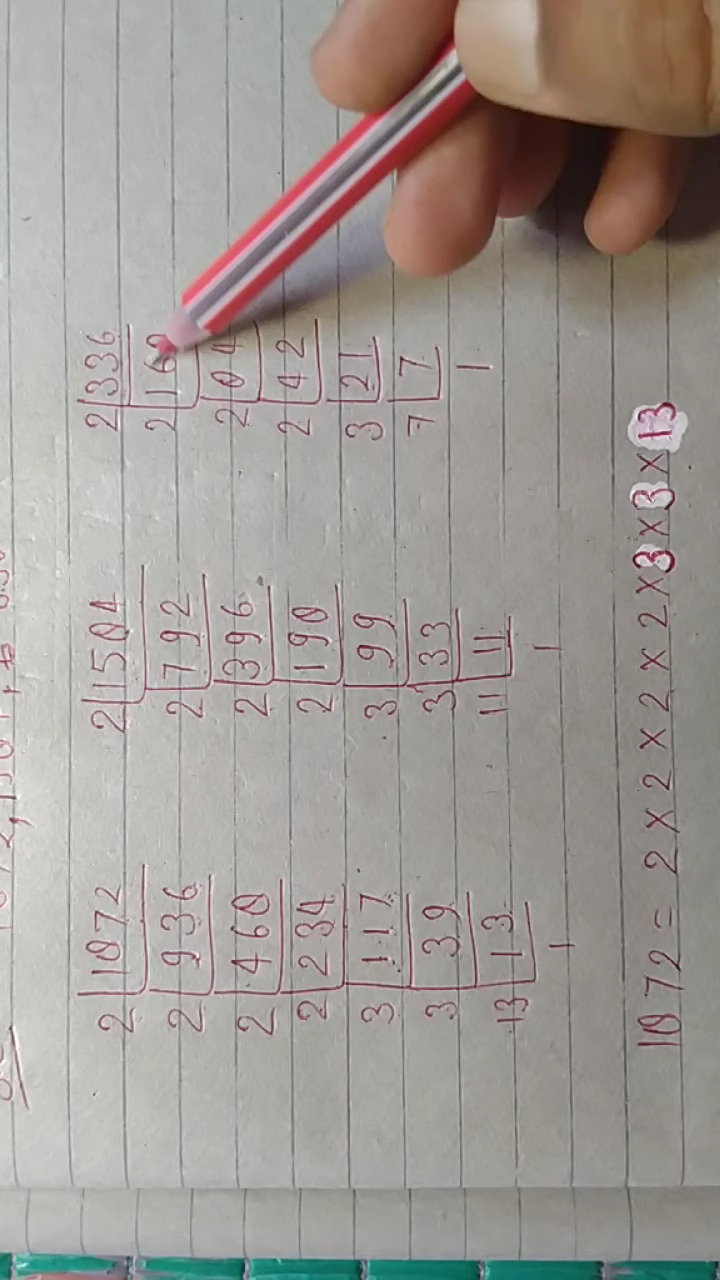 2 1872 2 1584 2 336
2 936 2 792 2 168
2 468 2 396 2 84
2 234 2 198 2 42
3 117 3 99 3 21
3 39 3 33 7 7
13 13 11 11 1
1 1
1872 = 2 X 2 X 2 X 2 X 3 X 3 X 13